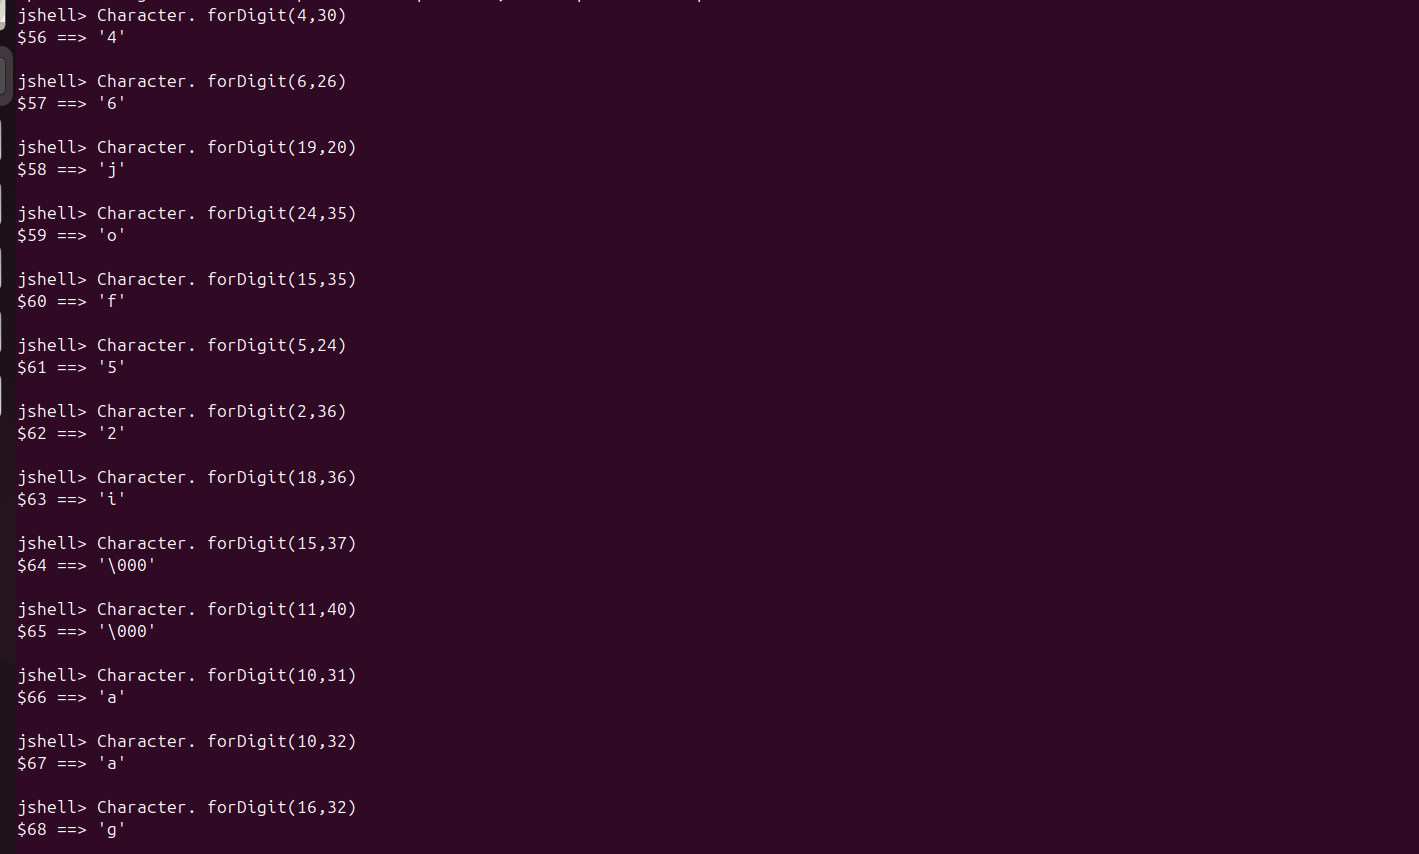 jshell> Character. forDigit(4,30)
$56 ==> '4'
jshell> Character. forDigit(6,26)
$57 ==> '6'
jshell> Character. forDigit(19,20)
$58 ==> 'j'
jshell> Character. forDigit(24,35)
$59 ==> 'o'
jshell> Character. forDigit(15,35)
$60 ==> 'f'
jshell> Character. forDigit(5,24)
$61 ==> '5'
jshell> Character. forDigit(2,36)
$62 ==> '2'
jshell> Character. forDigit(18,36)
$63 ==> 'i'
jshell> Character. forDigit(15,37)
$64 ==> '\000'
jshell> Character. forDigit(11,40)
$65 ==> '\000'
jshell> Character. forDigit(10,31)
$66 ==> 'a'
jshell> Character. forDigit(10,32)
$67 ==> 'a'
jshell> Character. forDigit(16,32)
$68 ==> 'g'